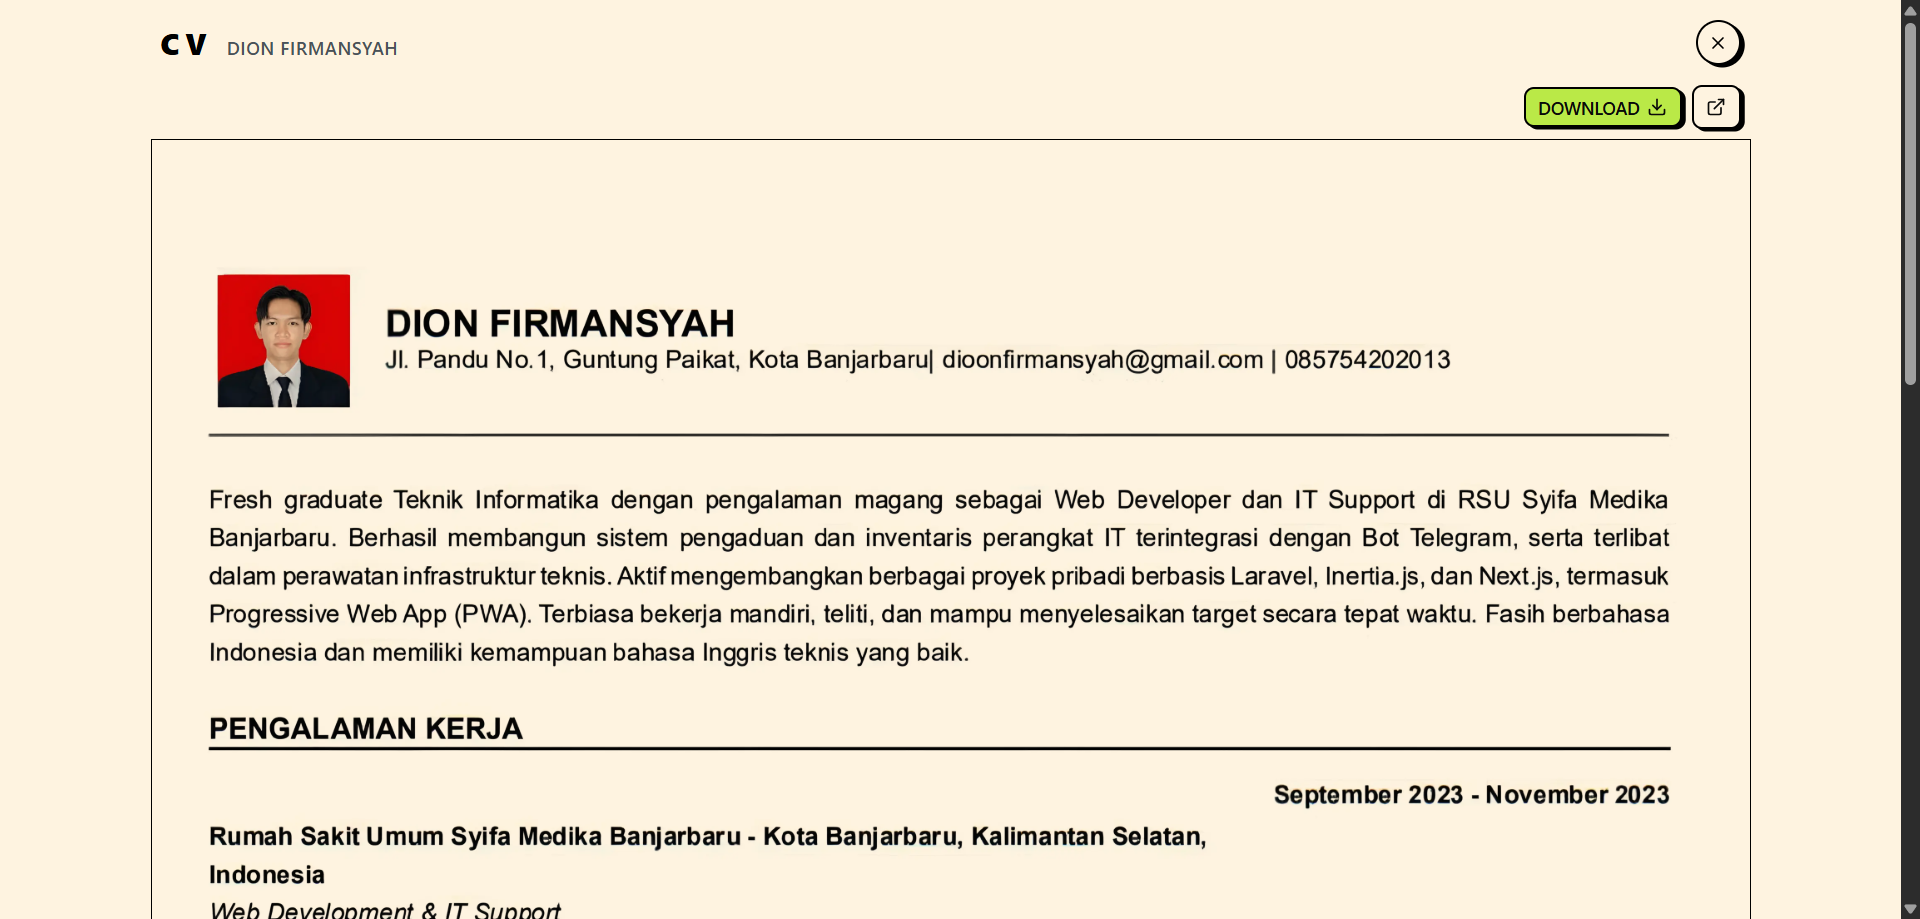 CV DION FIRMANSYAH
DOWNLOAD
DION FIRMANSYAH
Jl. Pandu No.1, Guntung Paikat, Kota Banjarbaru| dioonfirmansyah@gmail.com | 085754202013
Fresh graduate Teknik Informatika dengan pengalaman magang sebagai Web Developer dan IT Support di RSU Syifa Medika
Banjarbaru. Berhasil membangun sistem pengaduan dan inventaris perangkat IT terintegrasi dengan Bot Telegram, serta terlibat
dalam perawatan infrastruktur teknis. Aktif mengembangkan berbagai proyek pribadi berbasis Laravel, Inertia.js, dan Next.js, termasuk
Progressive Web App (PWA). Terbiasa bekerja mandiri, teliti, dan mampu menyelesaikan target secara tepat waktu. Fasih berbahasa
Indonesia dan memiliki kemampuan bahasa Inggris teknis yang baik.
PENGALAMAN KERJA
September 2023 - November 2023
Rumah Sakit Umum Syifa Medika Banjarbaru - Kota Banjarbaru, Kalimantan Selatan,
Indonesia
Web Development & IT Support